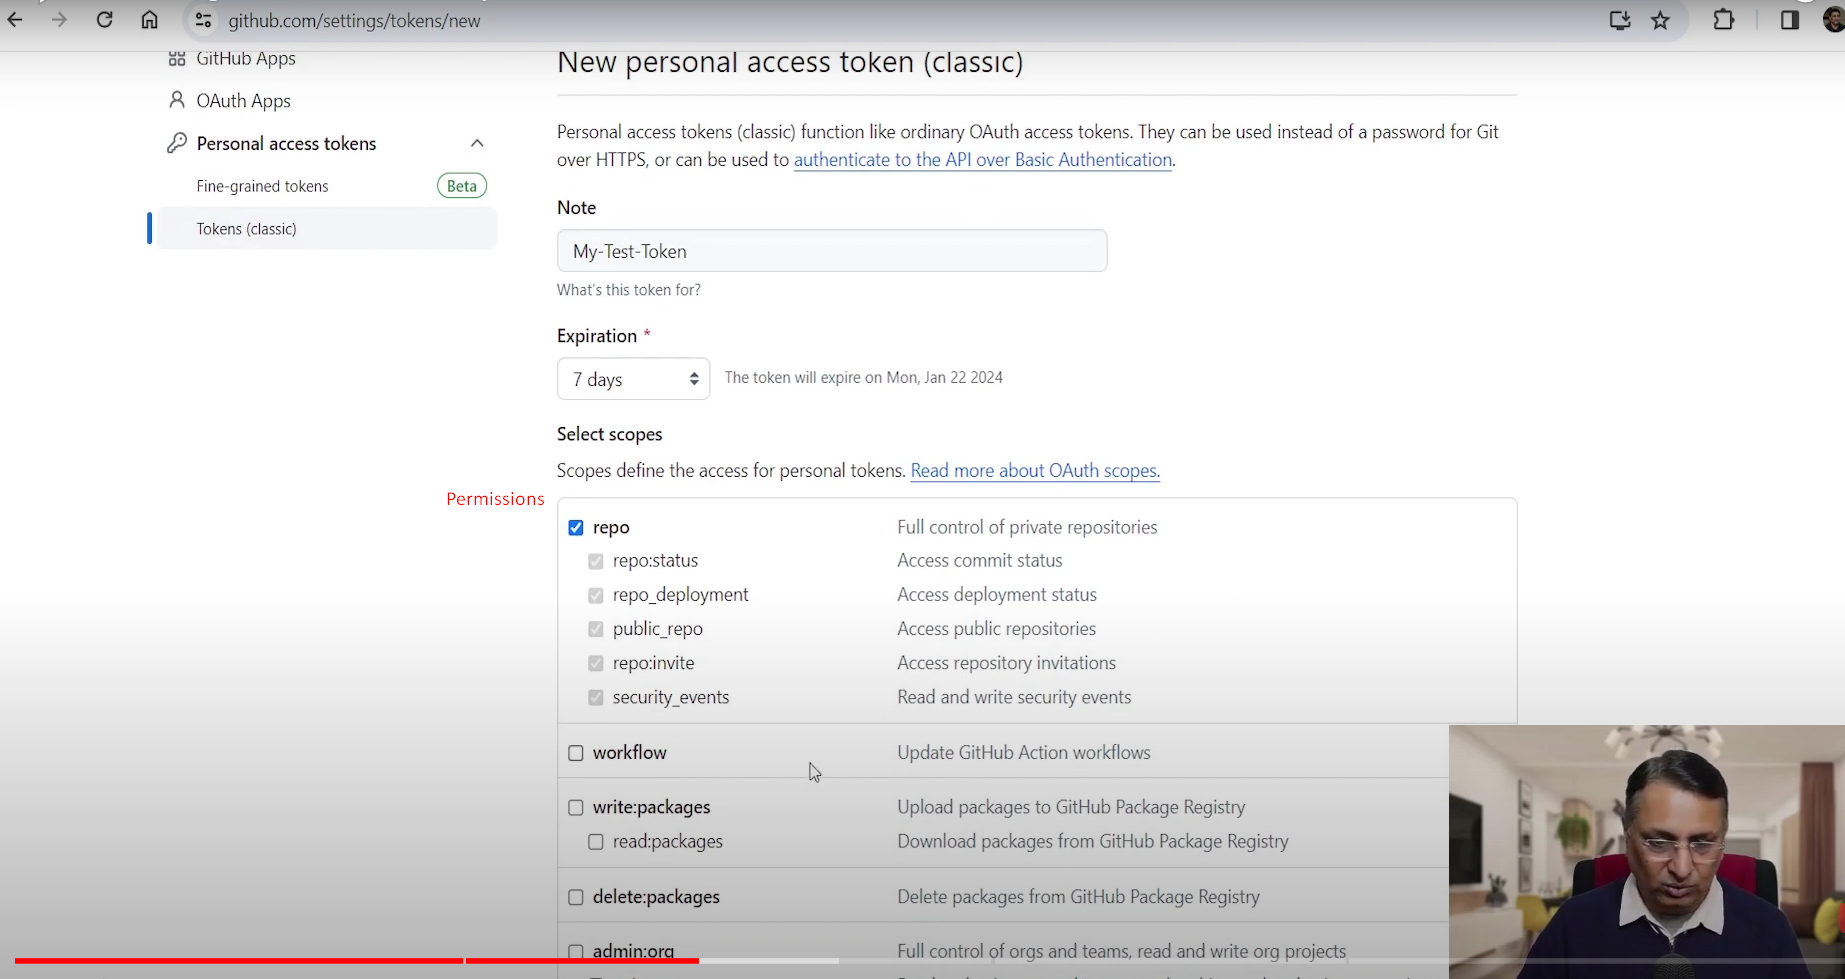 github.com/settings/tokens/new
GitHub Apps
OAuth Apps
Personal access tokens
Fine-grained tokens Beta
Tokens (classic)
New personal access token (classic)
Personal access tokens (classic) function like ordinary OAuth access tokens. They can be used instead of a password for Git
over HTTPS, or can be used to authenticate to the API over Basic Authentication.
Note
My-Test-Token
What's this token for?
Expiration *
7 days The token will expire on Mon, Jan 22 2024
Select scopes
Scopes define the access for personal tokens. Read more about OAuth scopes.
Permissions
repo Full control of private repositories
repo:status Access commit status
repo_deployment Access deployment status
public_repo Access public repositories
repo:invite Access repository invitations
security_events Read and write security events
workflow Update GitHub Action workflows
write:packages Upload packages to GitHub Package Registry
read:packages Download packages from GitHub Package Registry
delete:packages Delete packages from GitHub Package Registry
admin:org Full control of orgs and teams, read and write org projects